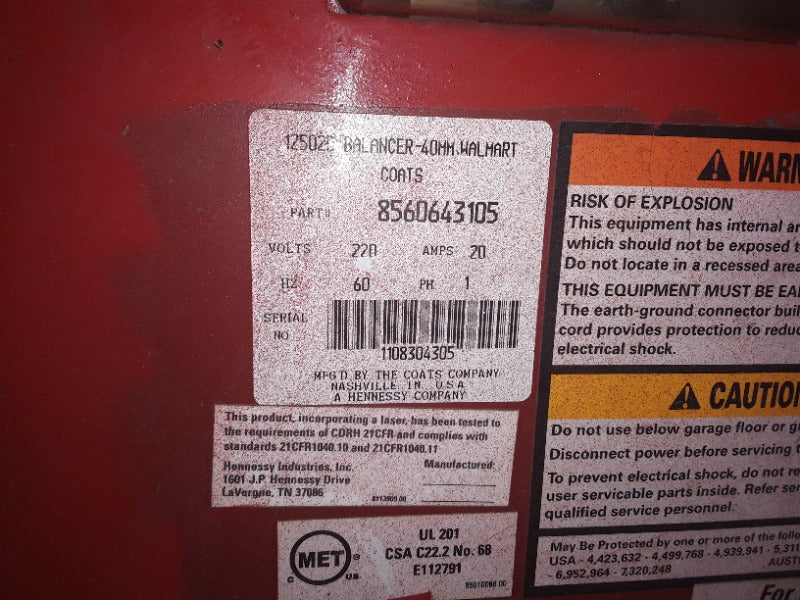 BALANCER-40MM.WALMART
COATS
PART# 8560643105
VOLTS 220 AMPS 20
HZ 60 PH 1
SERIAL
NO
1108304305
MFG'D BY THE COATS COMPANY
NASHVILLE, TN U.S.A
A HENNESSY COMPANY
This product, incorporating a laser, has been tested to
the requirements of CDRH 21CFR and complies with
standards 21CFR1040.10 and 21CFR1040.11
Hennessy Industries, Inc. Manufactured:
1601 J.P. Hennessy Drive
LaVergne, TN 37086
MET
C US
UL 201
CSA C22.2 No. 68
E112791
85010088 00
WARN
RISK OF EXPLOSION
This equipment has internal ar
which should not be exposed t
Do not locate in a recessed area
THIS EQUIPMENT MUST BE EA
The earth-ground connector buil
cord provides protection to reduc
electrical shock.
CAUTION
Do not use below garage floor or g
Disconnect power before servicing
To prevent electrical shock, do not re
user servicable parts inside. Refer ser
qualified service personnel.
May Be Protected by one or more of the follo
USA - 4,423,632 - 4,499,768 - 4,939,941 - 5,311
- 6,952,964 - 7,320,248 AUST
For